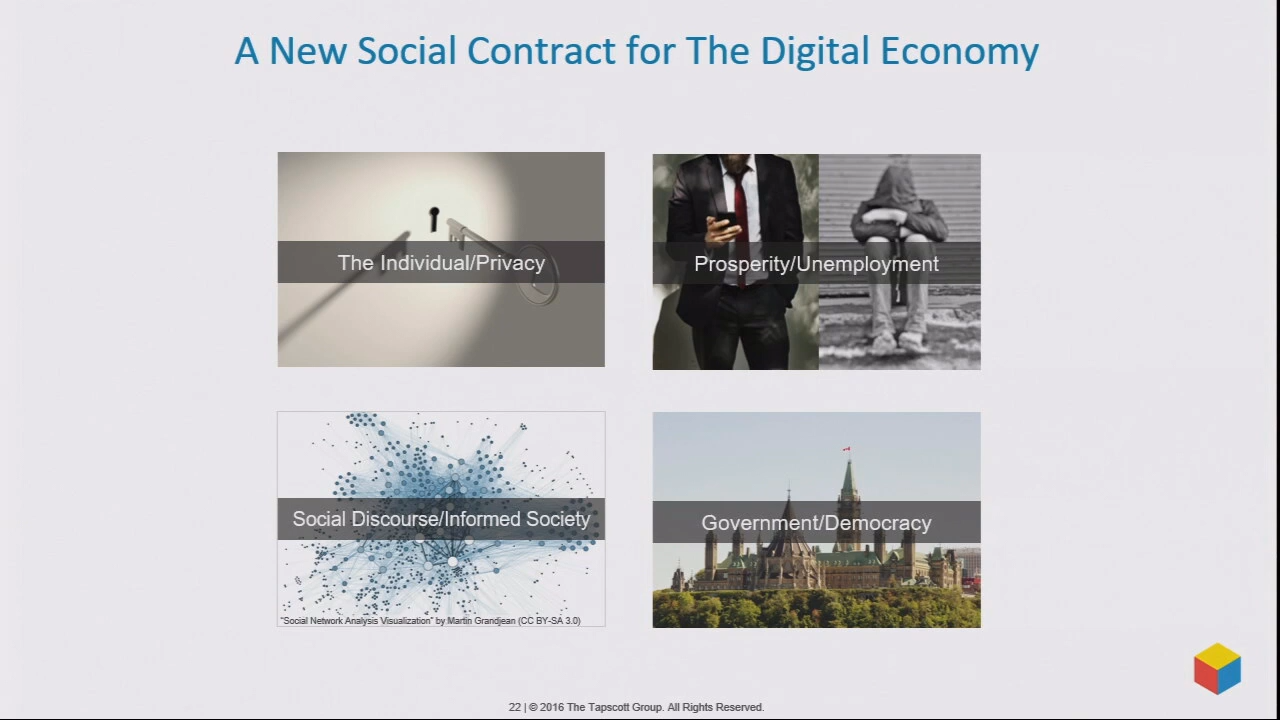 A New Social Contract for The Digital Economy
The Individual/Privacy
Prosperity/Unemployment
Social Discourse/Informed Society
Government/Democracy
"Social Network Analysis Visualization" by Martin Grandjean (CC BY-SA 3.0)
22 | © 2016 The Tapscott Group. All Rights Reserved.